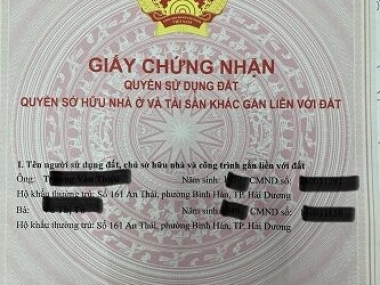 GIẤY CHỨNG NHẬN
QUYỀN SỬ DỤNG ĐẤT
QUYỀN SỞ HỮU NHÀ Ở VÀ TÀI SẢN KHÁC GẮN LIỀN VỚI ĐẤT
I. Tên người sử dụng đất, chủ sở hữu nhà và công trình gắn liền với đất
Ông: Năm sinh: CMND số:
Hộ khẩu thường trú: Số 161 An Thái, phường Bình Hàn, TP. Hải Dương
Bà: Năm sinh: CMND số:
Hộ khẩu thường trú: Số 161 An Thái, phường Bình Hàn, TP. Hải Dương